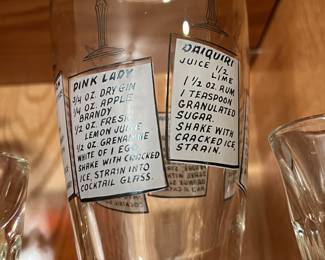 PINK LADY
3/4 OZ. DRY GIN
1/4 OZ. APPLE
BRANDY
1/2 OZ. FRESH
LEMON JUICE
1/2 OZ. GRENADINE
WHITE OF 1 EGG
SHAKE WITH CRACKED
ICE, STRAIN INTO
COCKTAIL GLASS.
DAIQUIRI
JUICE 1/2
LIME
1 1/2 OZ. RUM
1 TEASPOON
GRANULATED
SUGAR.
SHAKE WITH
CRACKED ICE,
STRAIN.